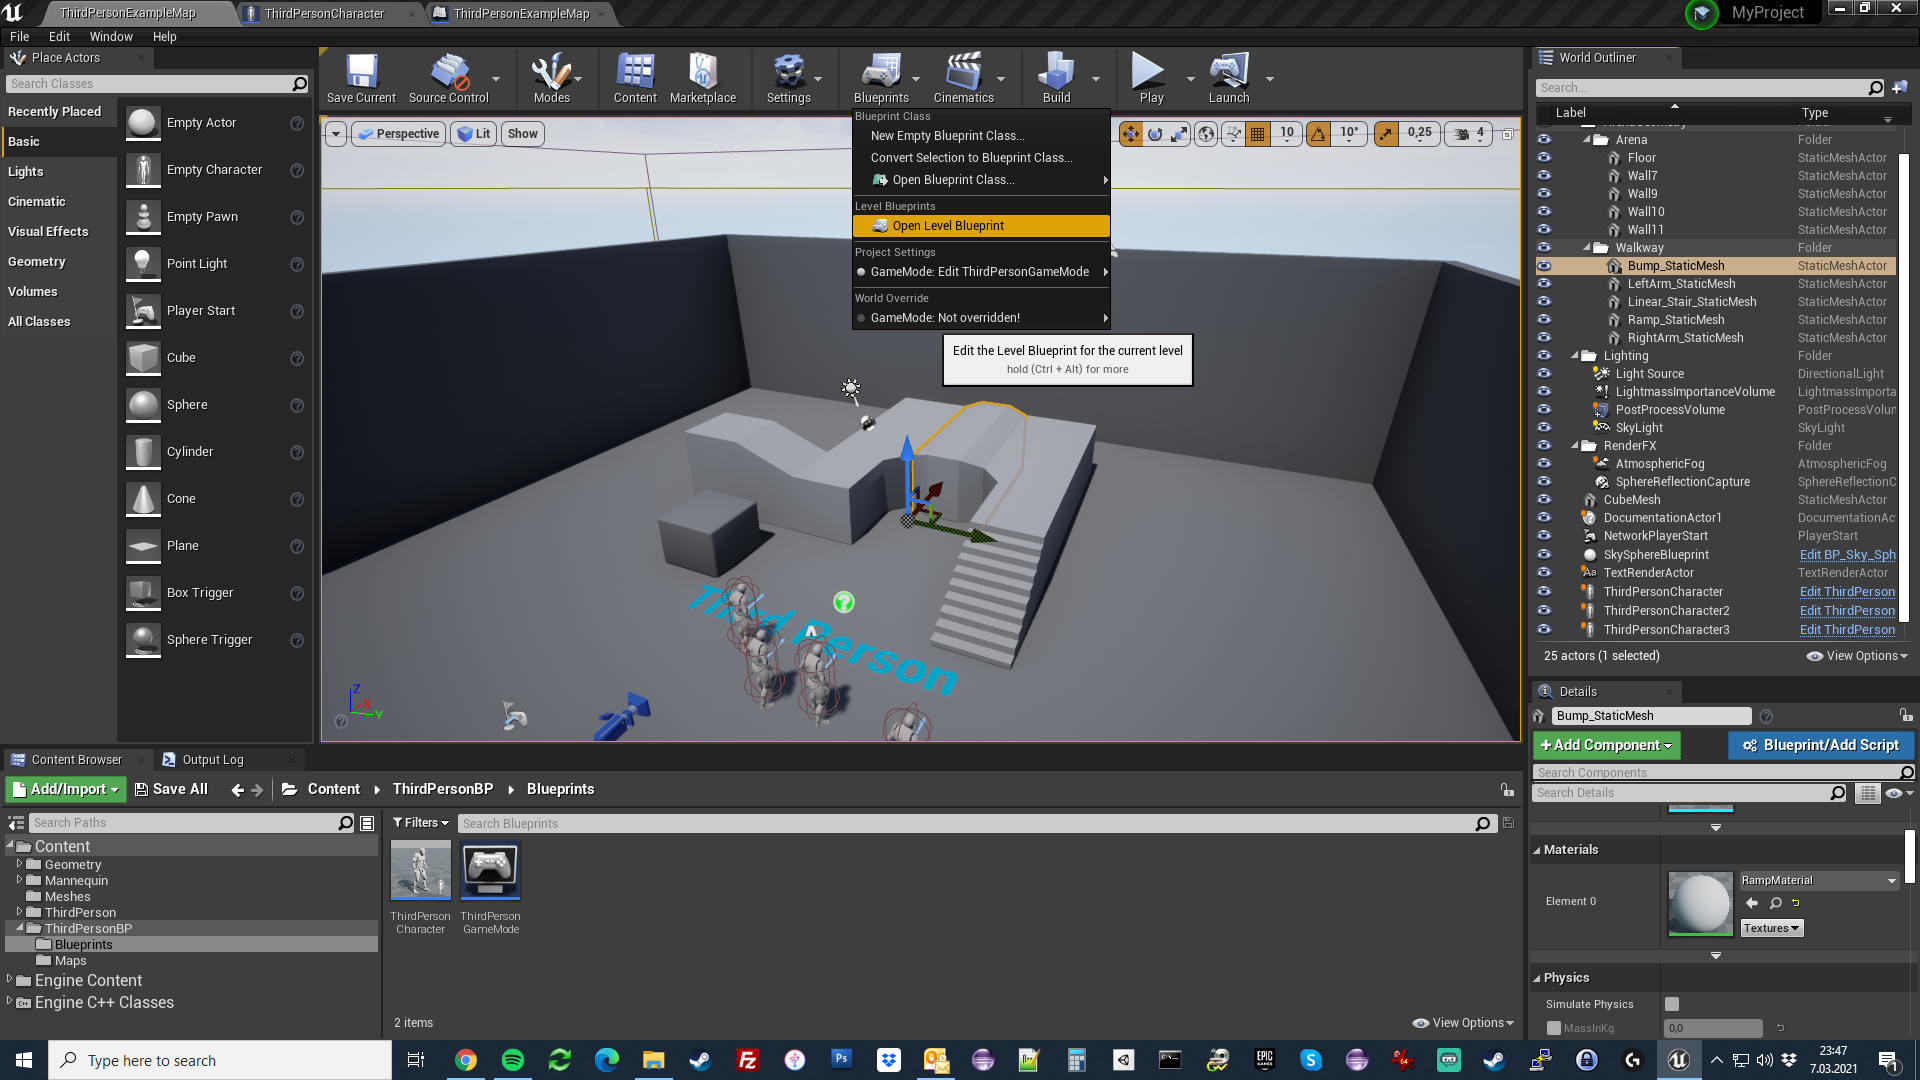 ThirdPersonExampleMap
ThirdPersonCharacter
ThirdPersonExampleMap
MyProject
File
Edit
Window
Help
Place Actors
Search Classes
Recently Placed
Basic
Lights
Cinematic
Visual Effects
Geometry
Volumes
All Classes
Empty Actor
Empty Character
Empty Pawn
Point Light
Player Start
Cube
Sphere
Cylinder
Cone
Plane
Box Trigger
Sphere Trigger
Save Current
Source Control
Modes
Content
Marketplace
Settings
Blueprints
Cinematics
Build
Play
Launch
Perspective
Lit
Show
10
10°
0,25
4
Blueprint Class
New Empty Blueprint Class...
Convert Selection to Blueprint Class...
Open Blueprint Class...
Level Blueprints
Open Level Blueprint
Project Settings
GameMode: Edit ThirdPersonGameMode
World Override
GameMode: Not overridden!
Edit the Level Blueprint for the current level
hold (Ctrl + Alt) for more
Third Person
Z
X
Y
World Outliner
Search...
Label
Type
Arena
Folder
Floor
StaticMeshActor
Wall7
StaticMeshActor
Wall9
StaticMeshActor
Wall10
StaticMeshActor
Wall11
StaticMeshActor
Walkway
Folder
Bump_StaticMesh
StaticMeshActor
LeftArm_StaticMesh
StaticMeshActor
Linear_Stair_StaticMesh
StaticMeshActor
Ramp_StaticMesh
StaticMeshActor
RightArm_StaticMesh
StaticMeshActor
Lighting
Folder
Light Source
DirectionalLight
LightmassImportanceVolume
LightmassImporta
PostProcessVolume
PostProcessVolun
SkyLight
SkyLight
RenderFX
Folder
AtmosphericFog
AtmosphericFog
SphereReflectionCapture
SphereReflectionC
CubeMesh
StaticMeshActor
DocumentationActor1
DocumentationAc
NetworkPlayerStart
PlayerStart
SkySphereBlueprint
Edit BP_Sky_Sph
TextRenderActor
TextRenderActor
ThirdPersonCharacter
Edit ThirdPerson
ThirdPersonCharacter2
Edit ThirdPerson
ThirdPersonCharacter3
Edit ThirdPerson
25 actors (1 selected)
View Options
Details
Bump_StaticMesh
+Add Component
Blueprint/Add Script
Search Components
Search Details
Materials
Element 0
RampMaterial
Textures
Physics
Simulate Physics
MassInKg
0,0
Content Browser
Output Log
Add/Import
Save All
Content
ThirdPersonBP
Blueprints
Search Paths
Filters
Search Blueprints
Content
Geometry
Mannequin
Meshes
ThirdPerson
ThirdPersonBP
Blueprints
Maps
Engine Content
Engine C++ Classes
ThirdPerson
Character
ThirdPerson
GameMode
2 items
View Options
Type here to search
Ps
EPIC
GAMES
64
23:47
7.03.2021
1